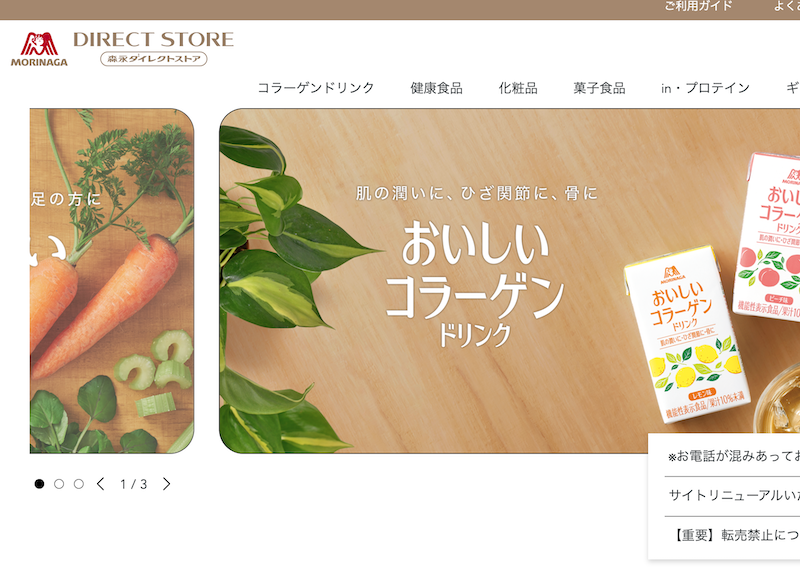 ご利用ガイド
よく
MORINAGA
DIRECT STORE
森永ダイレクトストア
コラーゲンドリンク
健康食品
化粧品
菓子食品
in・プロテイン
ギ
足の方に
い
肌の潤いに、ひざ関節に、骨に
おいしい
コラーゲン
ドリンク
MORINAGA
おいしい
コラーゲン
ドリンク
肌の潤いに・ひざ関節に・骨に
レモン味
機能性表示食品/果汁10%未満
おいし
コラーゲ
ドリン
ピーチ味
機能性表示食品/果汁10
1 / 3
※お電話が混みあってお
サイトリニューアルいた
【重要】転売禁止につ